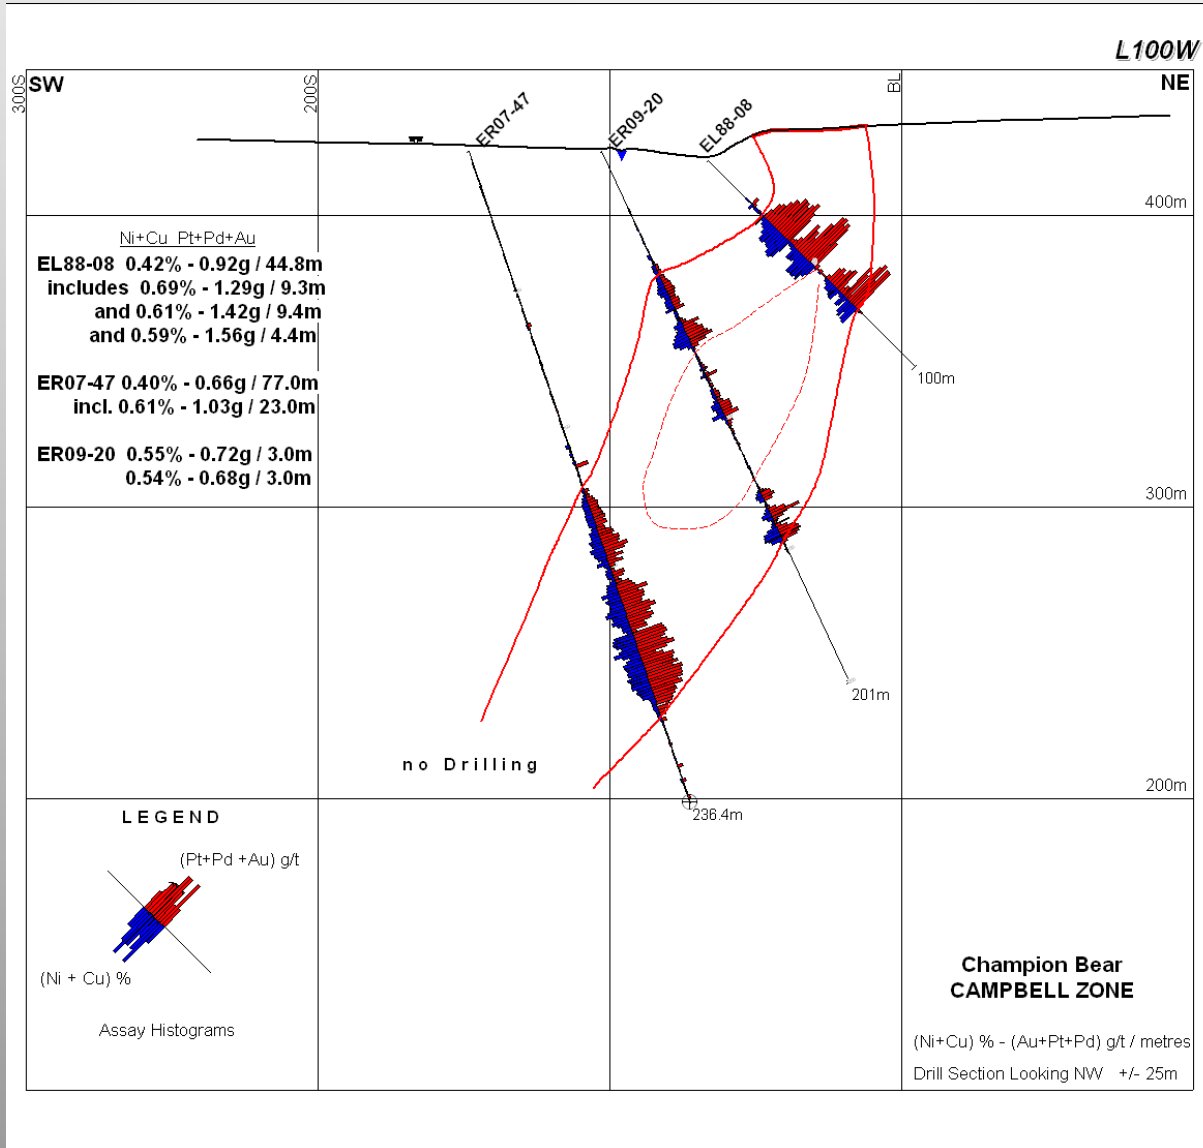 L100W
300S
SW
200S
BL
NE
ER07-47
ER09-20
EL88-08
400m
Ni+Cu Pt+Pd+Au
EL88-08 0.42% - 0.92g / 44.8m
includes 0.69% - 1.29g / 9.3m
and 0.61% - 1.42g / 9.4m
and 0.59% - 1.56g / 4.4m
ER07-47 0.40% - 0.66g / 77.0m
incl. 0.61% - 1.03g / 23.0m
ER09-20 0.55% - 0.72g / 3.0m
0.54% - 0.68g / 3.0m
100m
300m
201m
no Drilling
200m
236.4m
LEGEND
(Pt+Pd +Au) g/t
(Ni + Cu) %
Assay Histograms
Champion Bear
CAMPBELL ZONE
(Ni+Cu) % - (Au+Pt+Pd) g/t / metres
Drill Section Looking NW +/- 25m